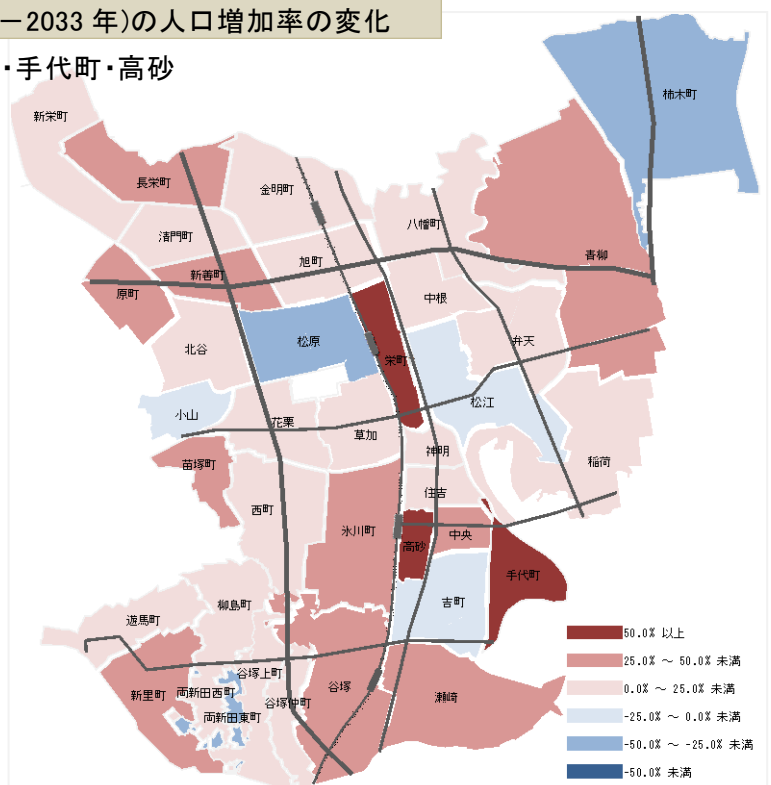 －2033 年)の人口増加率の変化
・手代町・高砂
柿木町
新栄町
長栄町
金明町
八幡町
清門町
旭町
青柳
新善町
原町
中根
北谷
松原
栄町
弁天
小山
松江
花栗
草加
神明
苗塚町
稲荷
住吉
西町
氷川町
高砂
中央
手代町
吉町
柳島町
遊馬町
谷塚上町
新里町
両新田西町
谷塚
谷塚仲町
瀬崎
両新田東町
50.0% 以上
25.0% ～ 50.0% 未満
0.0% ～ 25.0% 未満
-25.0% ～ 0.0% 未満
-50.0% ～ -25.0% 未満
-50.0% 未満